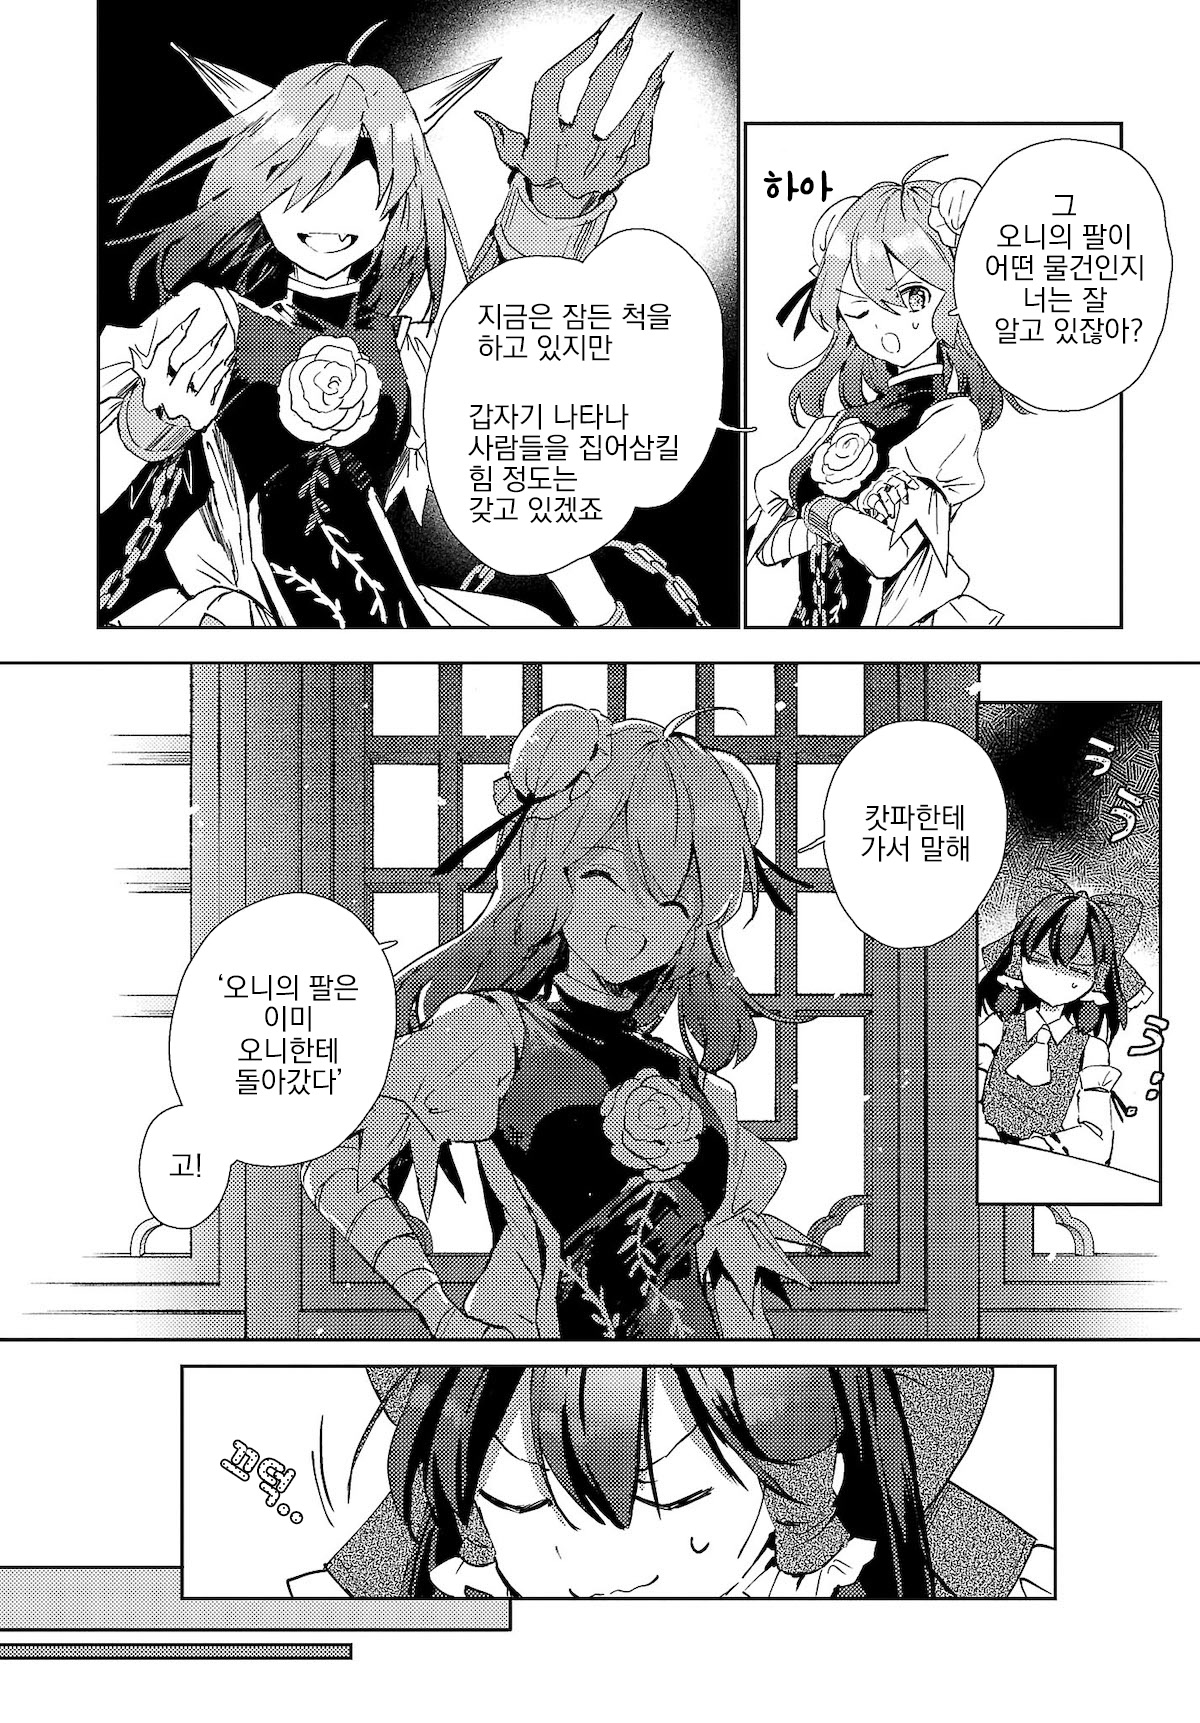 하아
그
오니의 팔이
어떤 물건인지
너는 잘
알고 있잖아?
지금은 잠든 척을
하고 있지만
갑자기 나타나
사람들을 집어삼킬
힘 정도는
갖고 있겠죠
우
우
우
…
캇파한테
가서 말해
‘오니의 팔은
이미
오니한테
돌아갔다’
고!
끄덕..